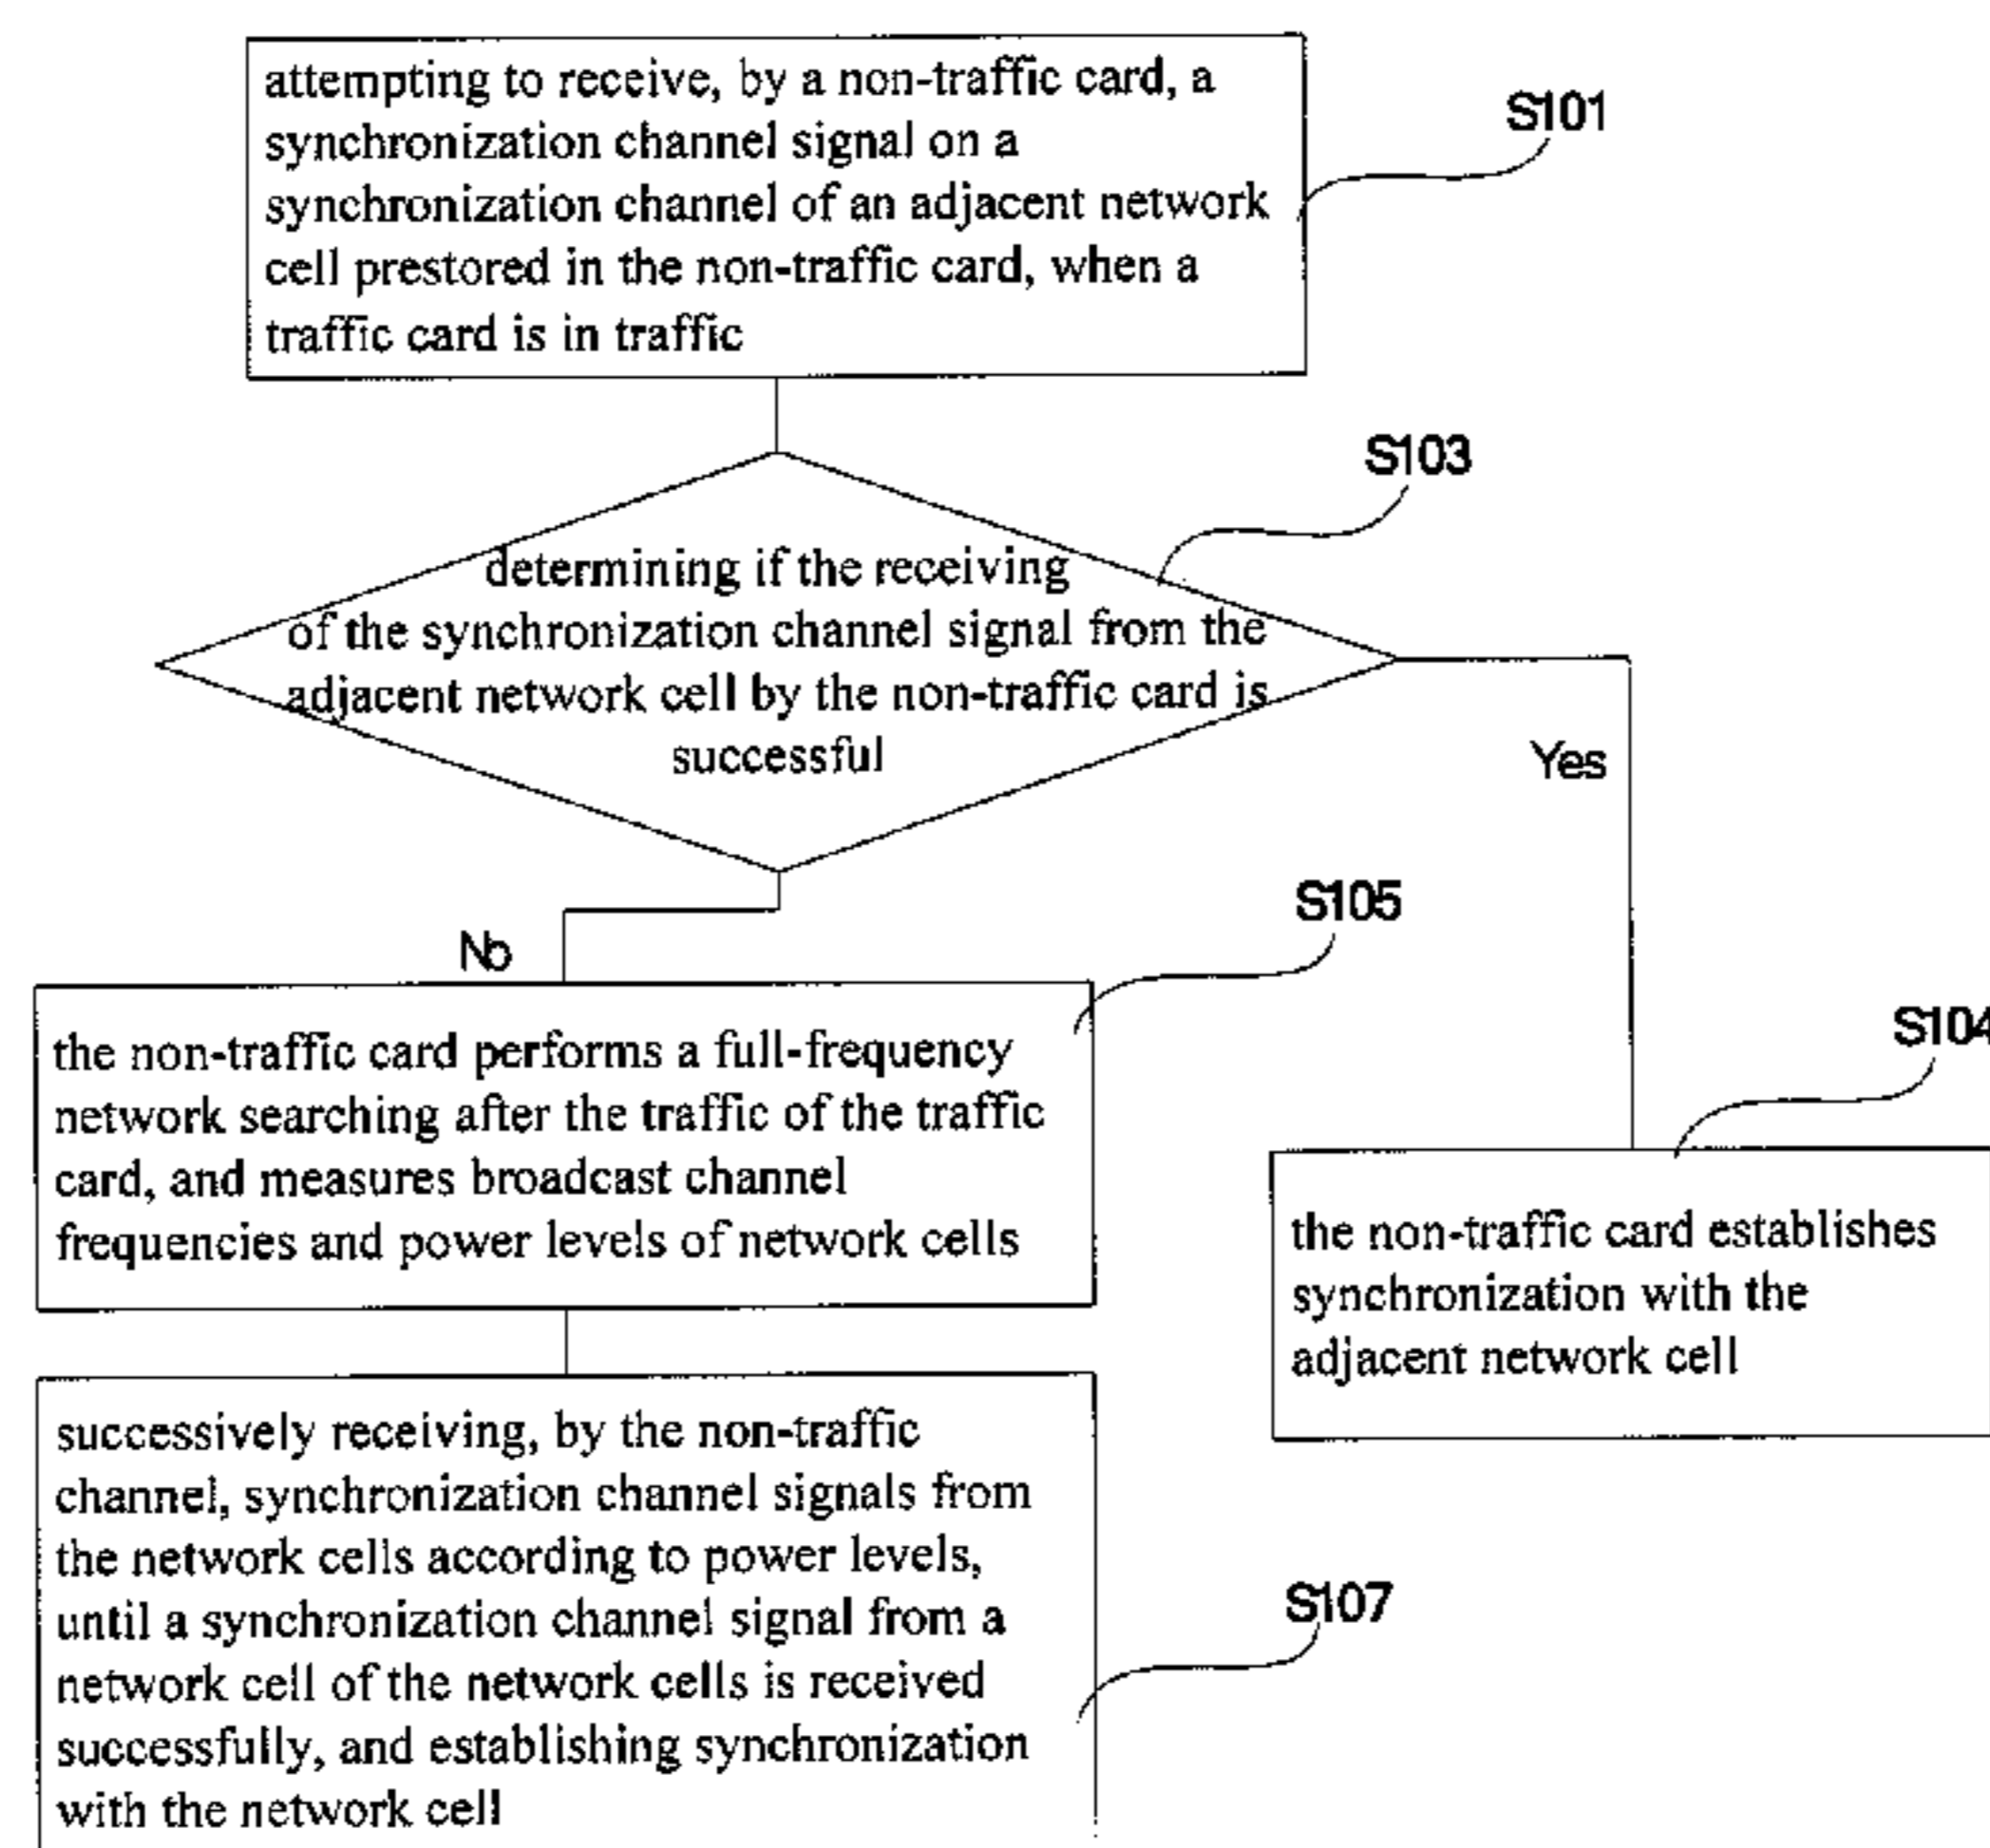 attempting to receive, by a non-traffic card, a
synchronization channel signal on a
synchronization channel of an adjacent network
cell prestored in the non-traffic card, when a
traffic card is in traffic
S101
S103
determining if the receiving
of the synchronization channel signal from the
adjacent network cell by the non-traffic card is
successful
Yes
No
S105
the non-traffic card performs a full-frequency
network searching after the traffic of the traffic
card, and measures broadcast channel
frequencies and power levels of network cells
S104
the non-traffic card establishes
synchronization with the
adjacent network cell
successively receiving, by the non-traffic
channel, synchronization channel signals from
the network cells according to power levels,
until a synchronization channel signal from a
network cell of the network cells is received
successfully, and establishing synchronization
with the network cell
S107